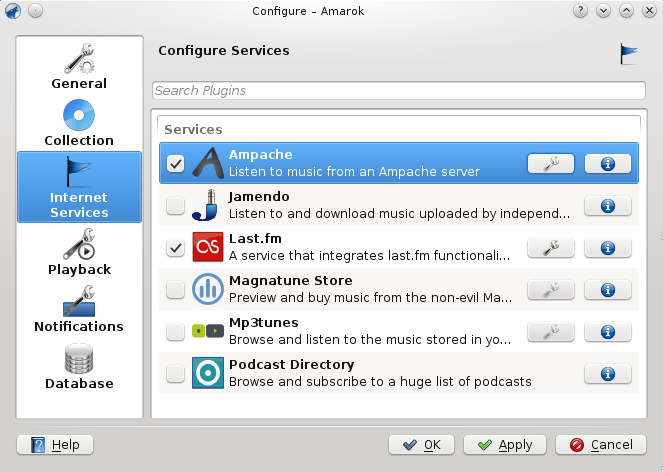 Configure – Amarok
Configure Services
General
Collection
Internet
Services
Playback
Notifications
Database
Search Plugins
Services
Ampache
Listen to music from an Ampache server
Jamendo
Listen to and download music uploaded by independ...
Last.fm
A service that integrates last.fm functionali...
Magnatune Store
Preview and buy music from the non-evil Ma...
Mp3tunes
Browse and listen to the music stored in yo...
Podcast Directory
Browse and subscribe to a huge list of podcasts
Help
OK
Apply
Cancel